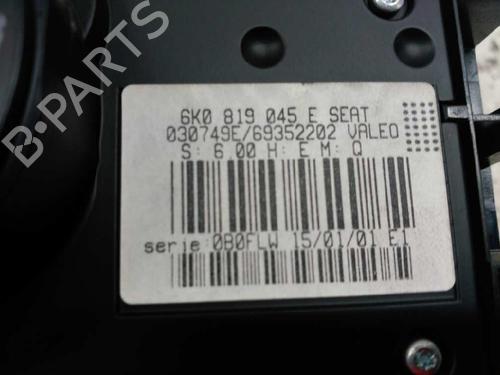 B-PARTS
6K0 819 045 E SEAT
030749E/69352202 VALEO
S: 6.00 H: E M: Q
serie:0B0FLW 15/01/01 E1